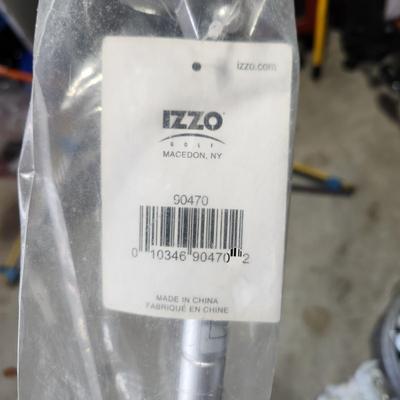 izzo.com
IZZO
GOLF
MACEDON, NY
90470
0 10346 90470 2
MADE IN CHINA
FABRIQUÉ EN CHINE